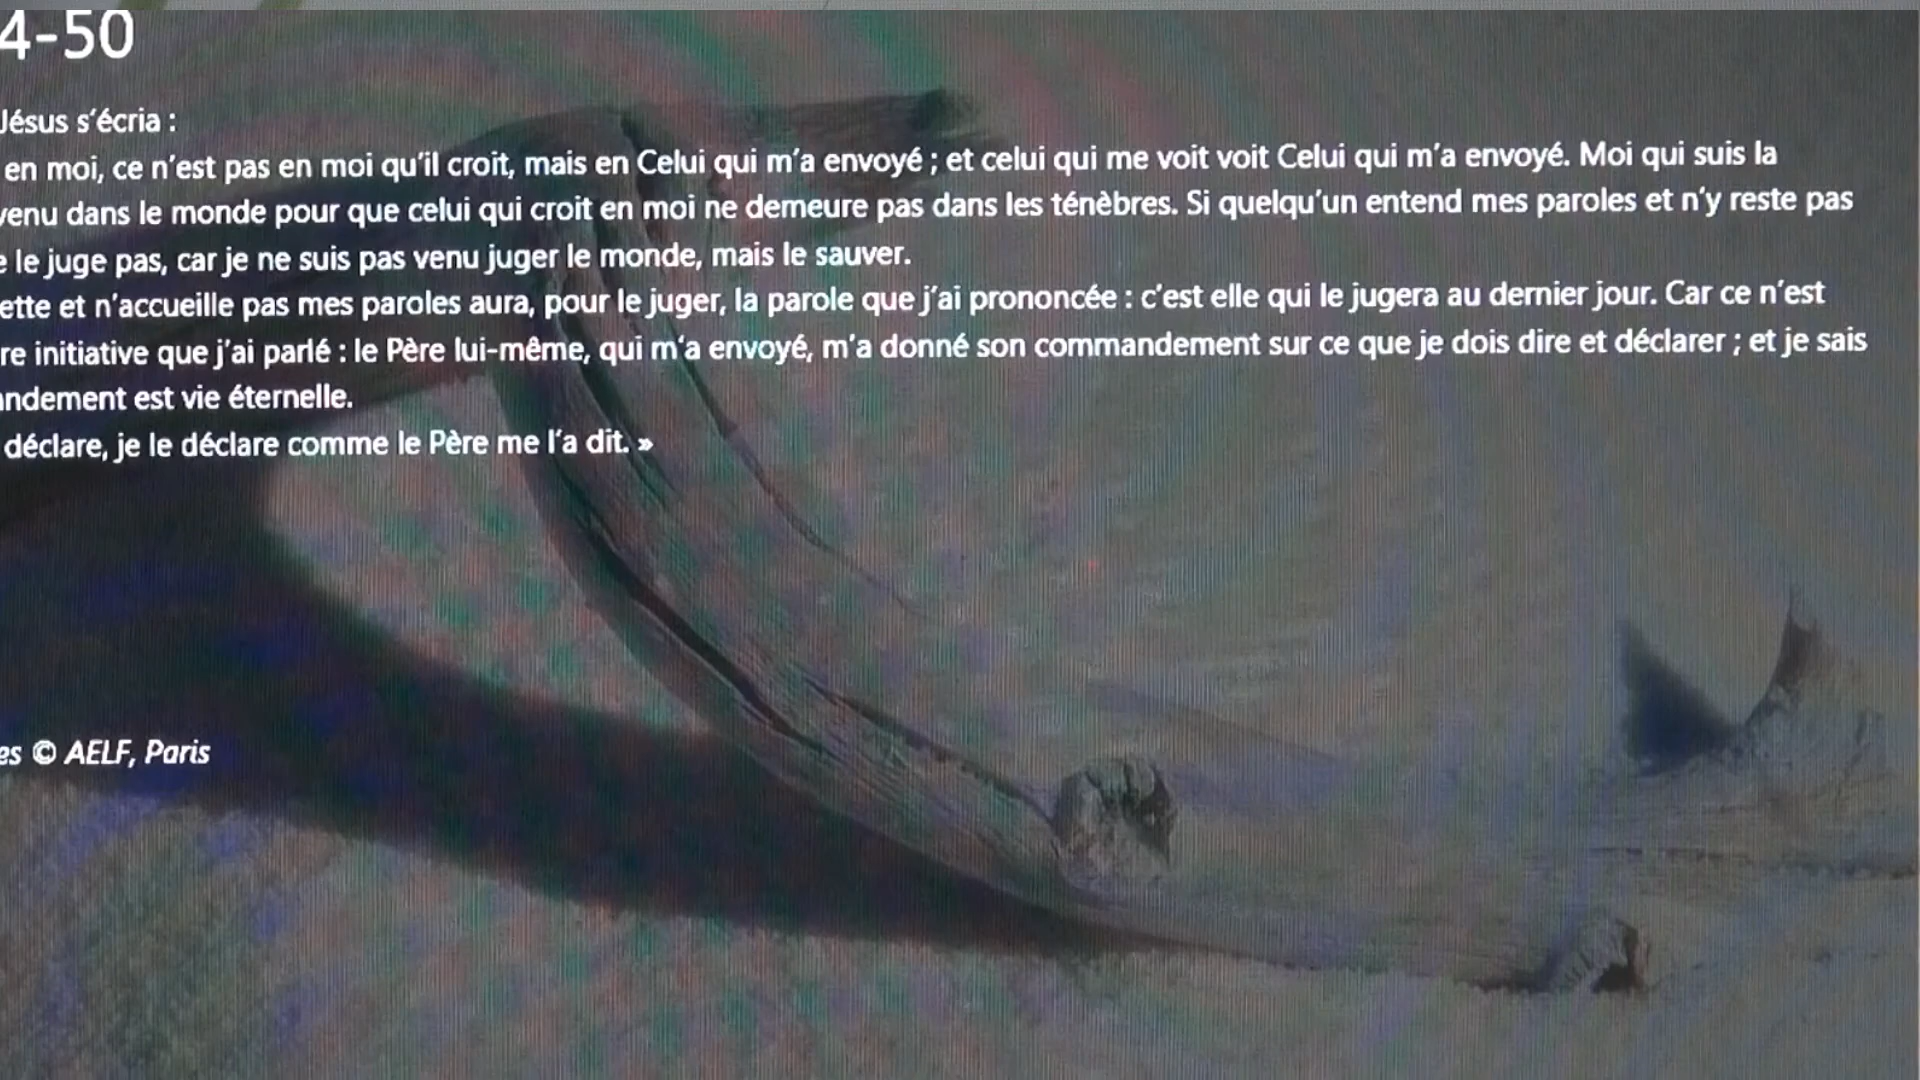 4-50
Jésus s'écria :
en moi, ce n'est pas en moi qu'il croit, mais en Celui qui m'a envoyé ; et celui qui me voit voit Celui qui m'a envoyé. Moi qui suis la
venu dans le monde pour que celui qui croit en moi ne demeure pas dans les ténèbres. Si quelqu'un entend mes paroles et n'y reste pas
e le juge pas, car je ne suis pas venu juger le monde, mais le sauver.
ette et n'accueille pas mes paroles aura, pour le juger, la parole que j'ai prononcée : c'est elle qui le jugera au dernier jour. Car ce n'est
re initiative que j'ai parlé : le Père lui-même, qui m'a envoyé, m'a donné son commandement sur ce que je dois dire et déclarer ; et je sais
andement est vie éternelle.
déclare, je le déclare comme le Père me l'a dit. »
es © AELF, Paris